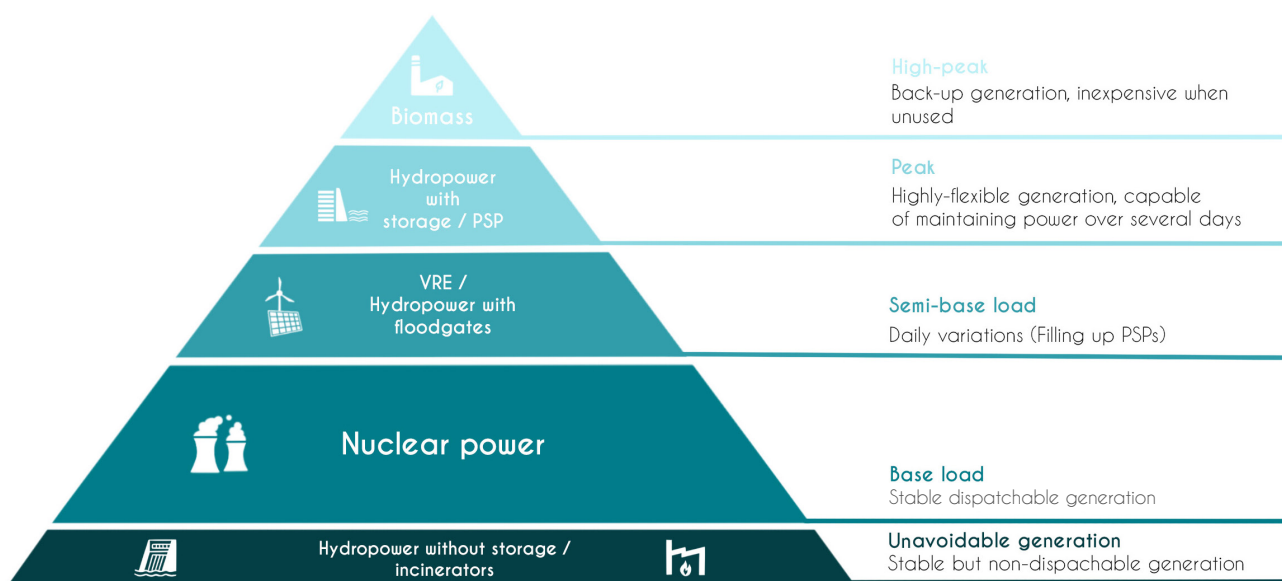 Biomass
High-peak
Back-up generation, inexpensive when
unused
Hydropower
with
storage / PSP
Peak
Highly-flexible generation, capable
of maintaining power over several days
VRE /
Hydropower with
floodgates
Semi-base load
Daily variations (Filling up PSPs)
Nuclear power
Base load
Stable dispatchable generation
Hydropower without storage /
incinerators
Unavoidable generation
Stable but non-dispachable generation